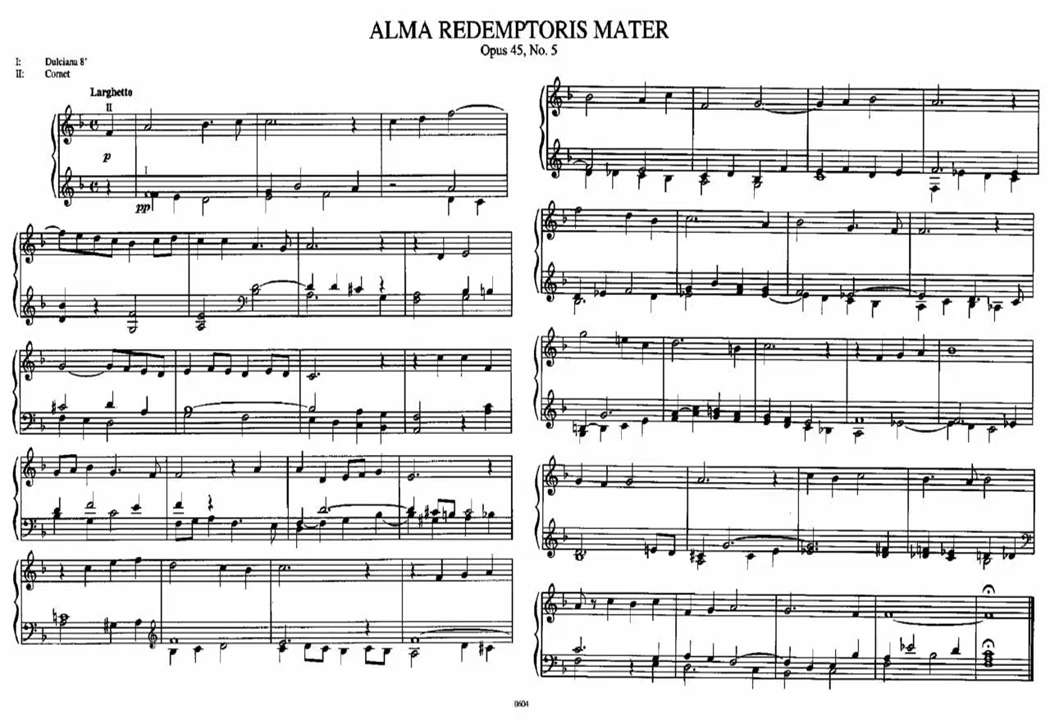 ALMA REDEMPTORIS MATER
Opus 45, No. 5
I: Dulciana 8'
II: Cornet
Larghetto
II
p
I
pp
0604